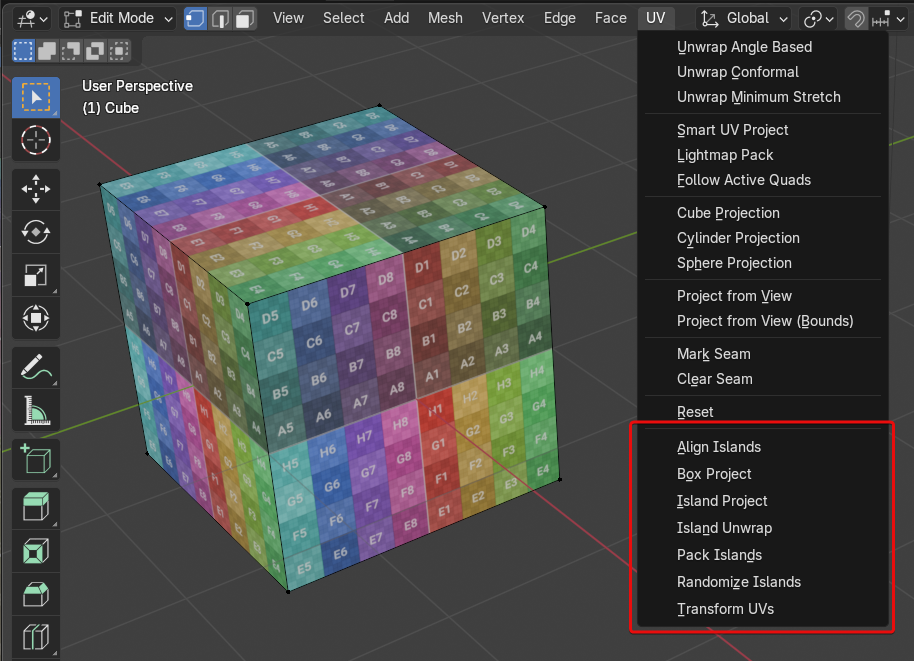 Edit Mode View Select Add Mesh Vertex Edge Face UV Global
User Perspective
(1) Cube
Unwrap Angle Based
Unwrap Conformal
Unwrap Minimum Stretch
Smart UV Project
Lightmap Pack
Follow Active Quads
Cube Projection
Cylinder Projection
Sphere Projection
Project from View
Project from View (Bounds)
Mark Seam
Clear Seam
Reset
Align Islands
Box Project
Island Project
Island Unwrap
Pack Islands
Randomize Islands
Transform UVs
D5 D6 D7 D8 D1 D2 D3 D4
C5 C6 C7 C8 C1 C2 C3 C4
B5 B6 B7 B8 B1 B2 B3 B4
A5 A6 A7 A8 A1 A2 A3 A4
H5 H6 H7 H8 H1 H2 H3 H4
G5 G6 G7 G8 G1 G2 G3 G4
F5 F6 F7 F8 F1 F2 F3 F4
E5 E6 E7 E8 E1 E2 E3 E4